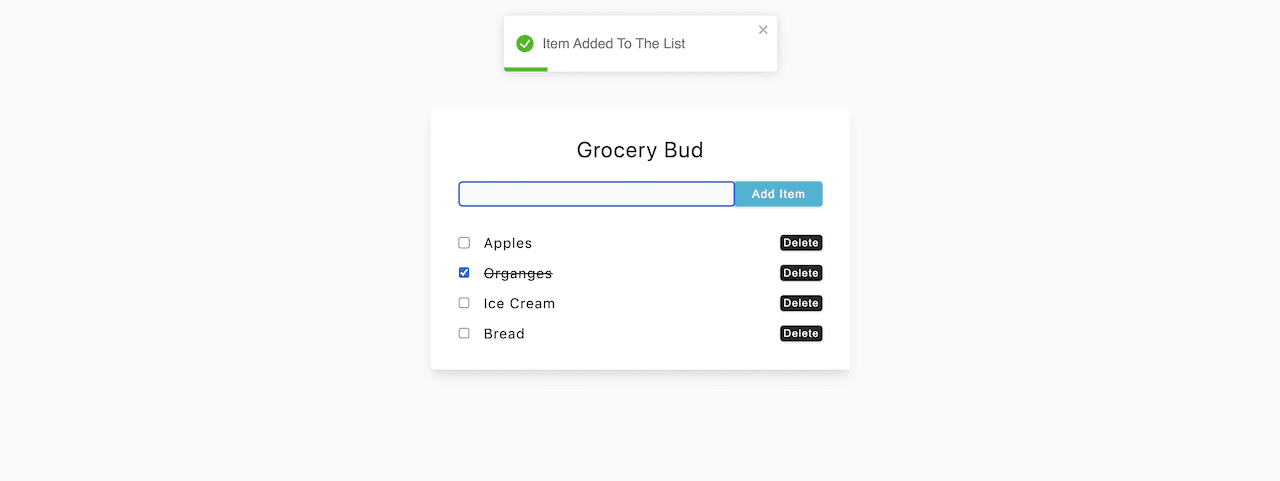 Item Added To The List
Grocery Bud
Add Item
Apples Delete
Organges Delete
Ice Cream Delete
Bread Delete